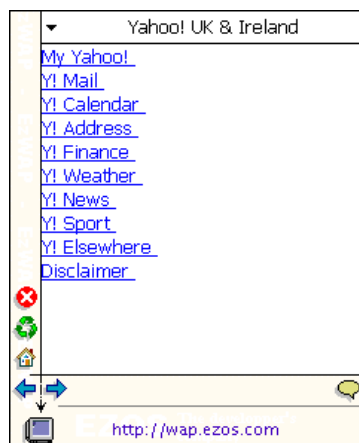 Yahoo! UK & Ireland
My Yahoo!
Y! Mail
Y! Calendar
Y! Address
Y! Finance
Y! Weather
Y! News
Y! Sport
Y! Elsewhere
Disclaimer
http://wap.ezos.com